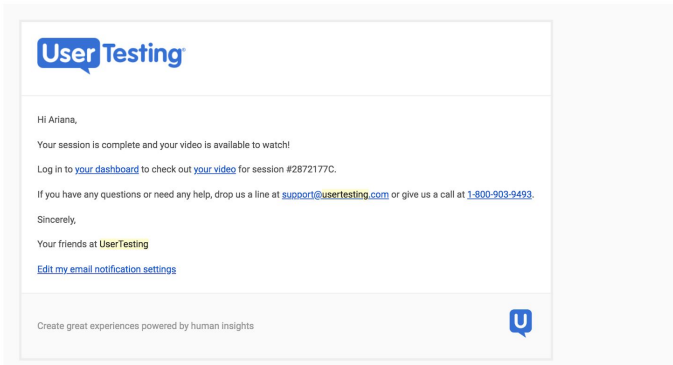 User Testing
Hi Ariana,
Your session is complete and your video is available to watch!
Log in to your dashboard to check out your video for session #2872177C.
If you have any questions or need any help, drop us a line at support@usertesting.com or give us a call at 1-800-903-9493.
Sincerely,
Your friends at UserTesting
Edit my email notification settings
Create great experiences powered by human insights
U